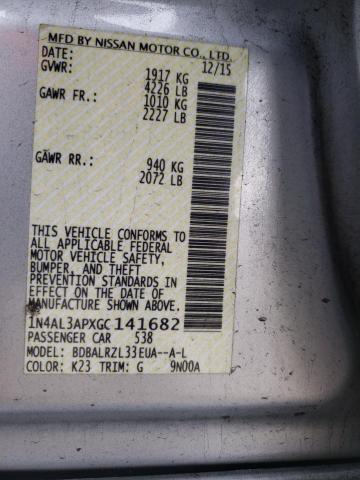 MFD BY NISSAN MOTOR CO., LTD.
DATE: 12/15
GVWR: 1917 KG
4226 LB
GAWR FR.: 1010 KG
2227 LB
GAWR RR.: 940 KG
2072 LB
THIS VEHICLE CONFORMS TO
ALL APPLICABLE FEDERAL
MOTOR VEHICLE SAFETY,
BUMPER, AND THEFT
PREVENTION STANDARDS IN
EFFECT ON THE DATE OF
MANUFACTURE SHOWN ABOVE.
1N4AL3APXGC141682
PASSENGER CAR 538
MODEL: BDBALRZL33EUA--A-L
COLOR: K23 TRIM: G 9N00A